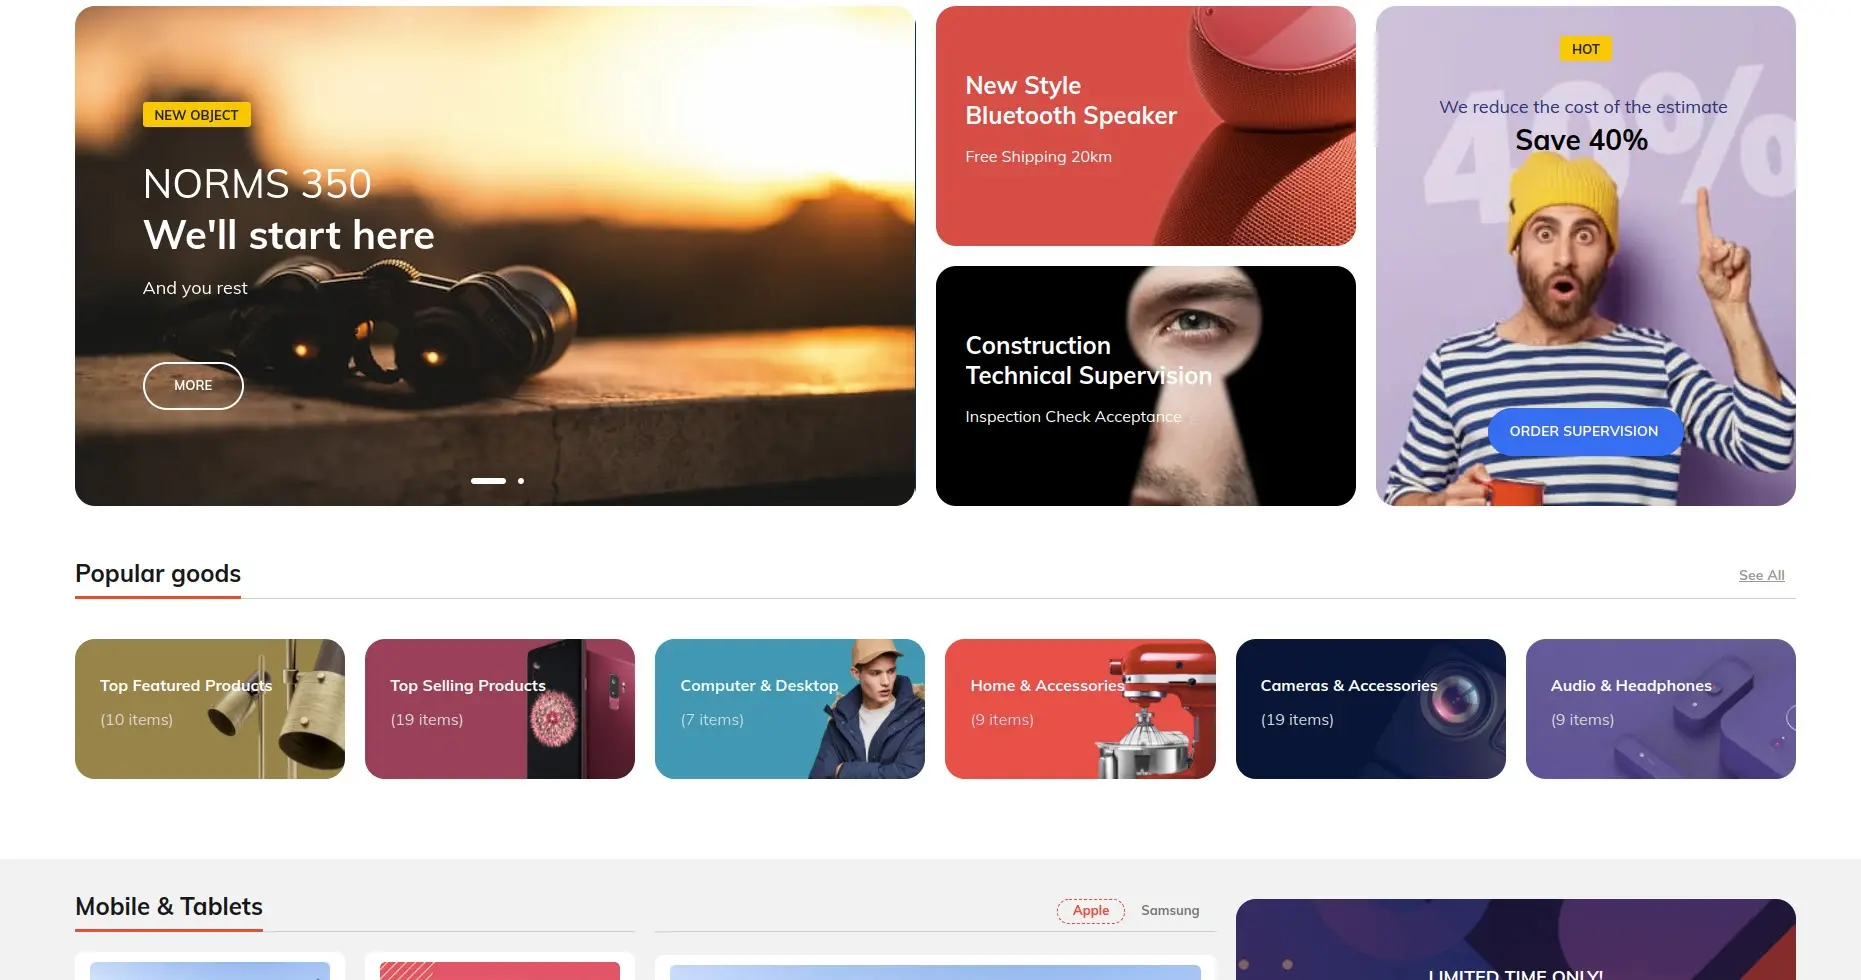 NEW OBJECT
NORMS 350
We'll start here
And you rest
MORE
New Style
Bluetooth Speaker
Free Shipping 20km
Construction
Technical Supervision
Inspection Check Acceptance
HOT
40%
We reduce the cost of the estimate
Save 40%
ORDER SUPERVISION
Popular goods
See All
Top Featured Products
(10 items)
Top Selling Products
(19 items)
Computer & Desktop
(7 items)
Home & Accessories
(9 items)
Cameras & Accessories
(19 items)
Audio & Headphones
(9 items)
Mobile & Tablets
Apple
Samsung
LIMITED TIME ONLY!